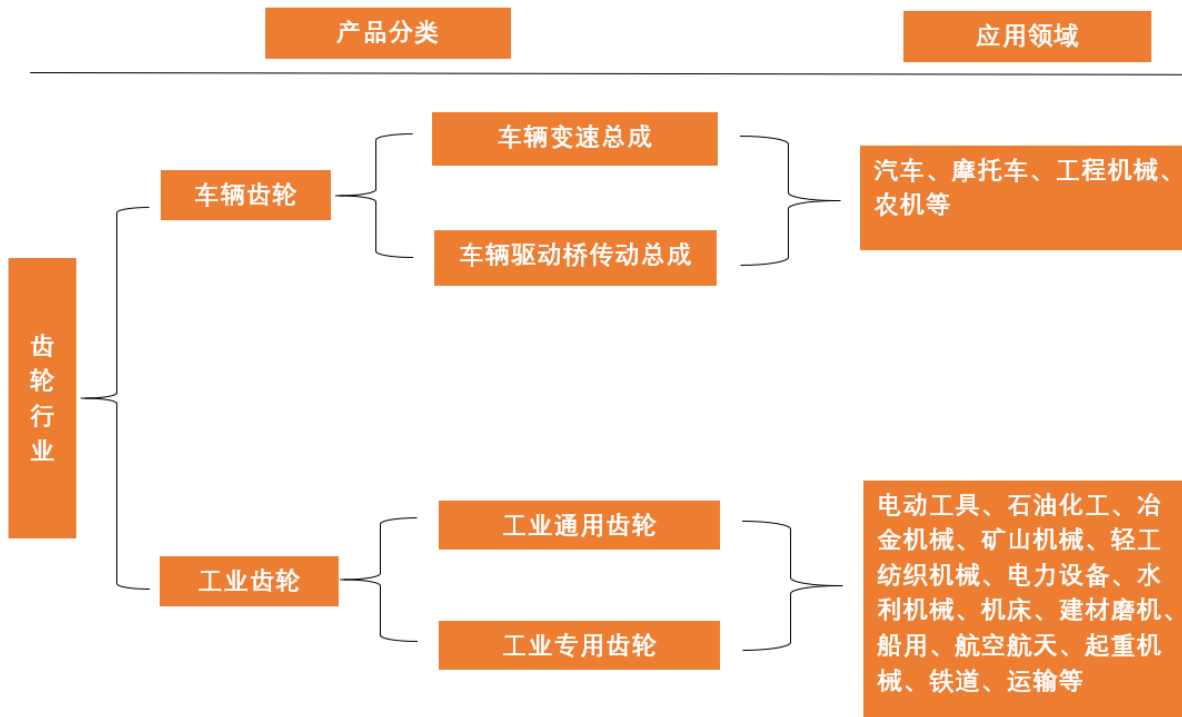 产品分类
应用领域
车辆变速总成
汽车、摩托车、工程机械、
农机等
车辆齿轮
车辆驱动桥传动总成
齿
轮
行
业
工业通用齿轮
电动工具、石油化工、冶
金机械、矿山机械、轻工
纺织机械、电力设备、水
利机械、机床、建材磨机、
船用、航空航天、起重机
械、铁道、运输等
工业齿轮
工业专用齿轮